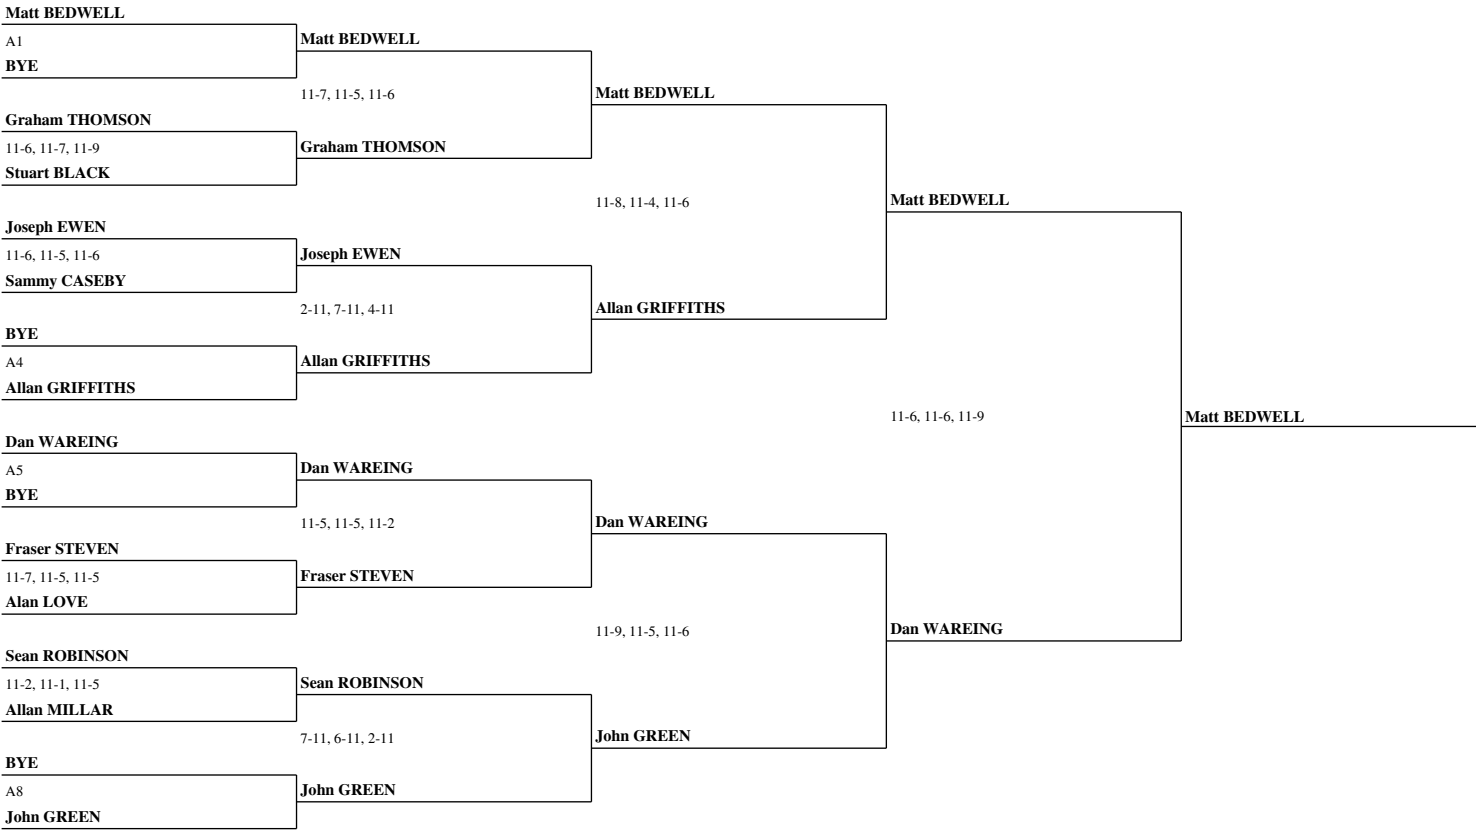 Matt BEDWELL
A1
BYE
Graham THOMSON
11-6, 11-7, 11-9
Stuart BLACK
Joseph EWEN
11-6, 11-5, 11-6
Sammy CASEBY
BYE
A4
Allan GRIFFITHS
Dan WAREING
A5
BYE
Fraser STEVEN
11-7, 11-5, 11-5
Alan LOVE
Sean ROBINSON
11-2, 11-1, 11-5
Allan MILLAR
BYE
A8
John GREEN
Matt BEDWELL
11-7, 11-5, 11-6
Graham THOMSON
Joseph EWEN
2-11, 7-11, 4-11
Allan GRIFFITHS
Dan WAREING
11-5, 11-5, 11-2
Fraser STEVEN
Sean ROBINSON
7-11, 6-11, 2-11
John GREEN
Matt BEDWELL
11-8, 11-4, 11-6
Allan GRIFFITHS
Dan WAREING
11-9, 11-5, 11-6
John GREEN
Matt BEDWELL
11-6, 11-6, 11-9
Dan WAREING
Matt BEDWELL